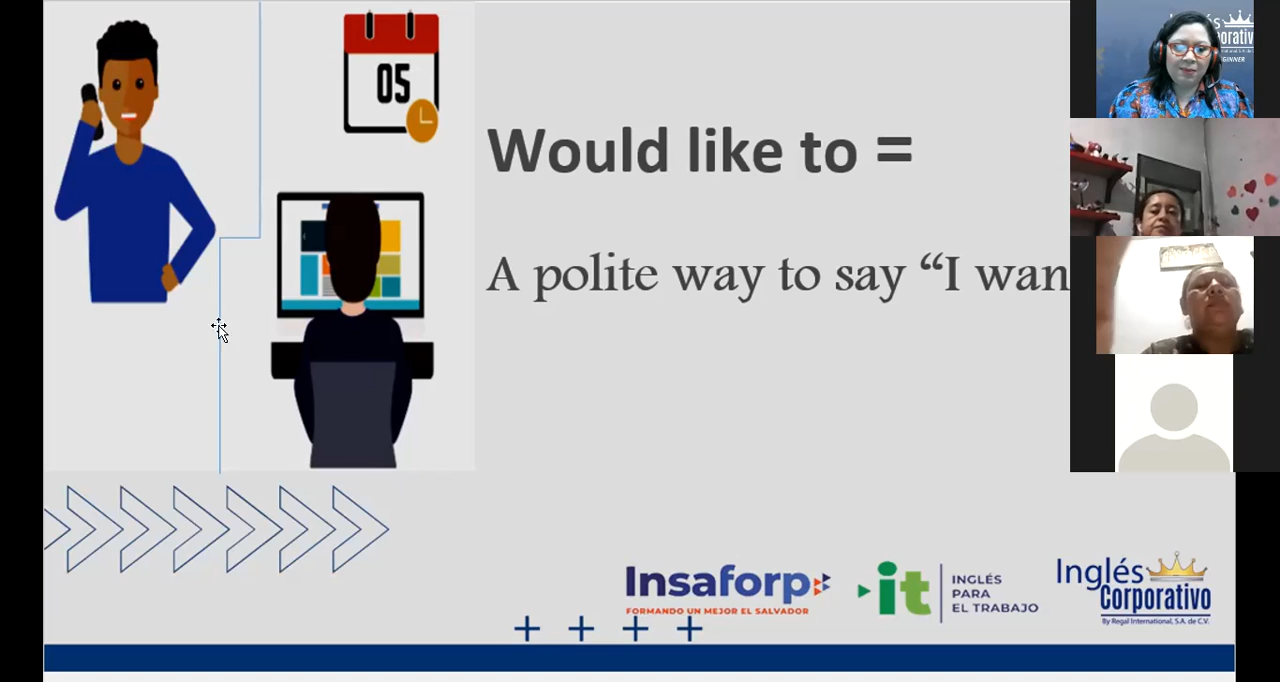 05
Would like to =
A polite way to say “I wan
Insaforp
FORMANDO UN MEJOR EL SALVADOR
it
INGLÉS
PARA
EL TRABAJO
Inglés
Corporativo
By Regal International, S.A. de C.V.